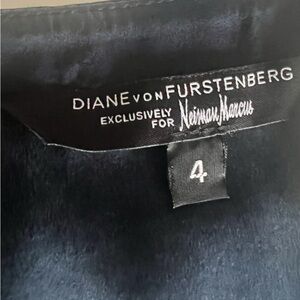 DIANE VON FURSTENBERG
EXCLUSIVELY FOR Neiman Marcus
4